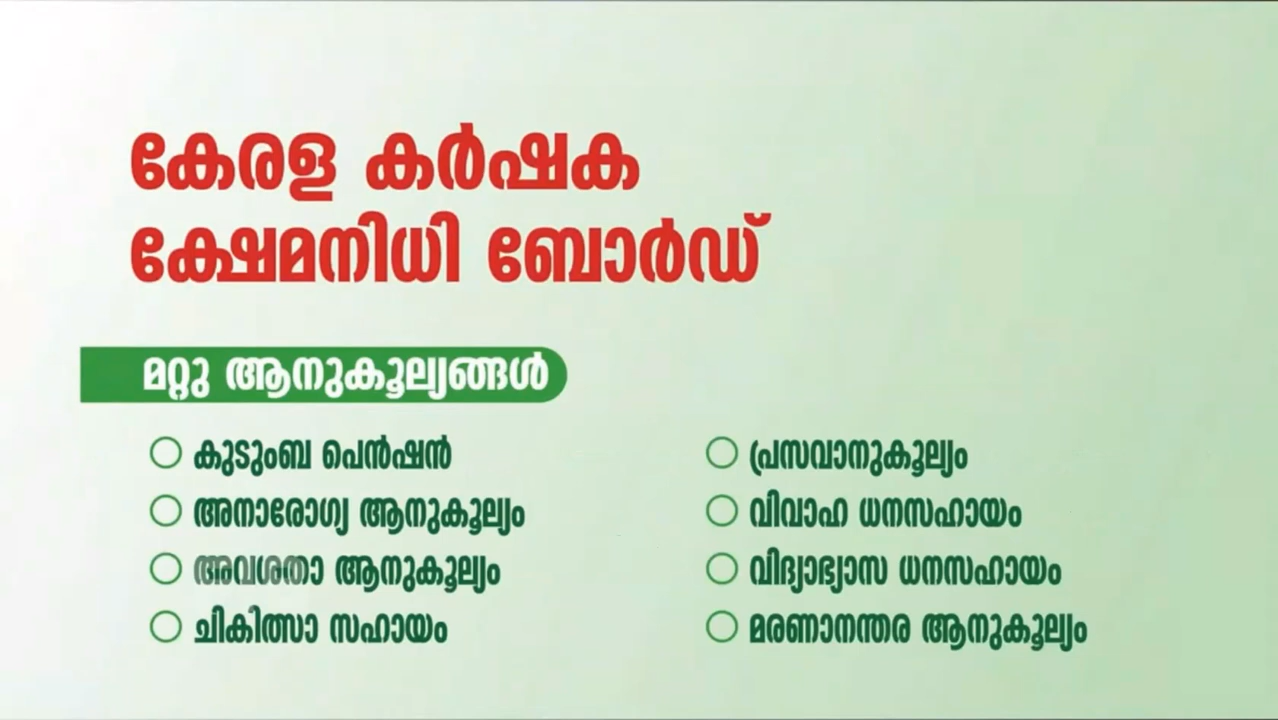 കേരള കർഷക
ക്ഷേമനിധി ബോർഡ്
മറ്റു ആനുകൂല്യങ്ങൾ
കുടുംബ പെൻഷൻ
അനാരോഗ്യ ആനുകൂല്യം
അവശതാ ആനുകൂല്യം
ചികിത്സാ സഹായം
പ്രസവാനുകൂല്യം
വിവാഹ ധനസഹായം
വിദ്യാഭ്യാസ ധനസഹായം
മരണാനന്തര ആനുകൂല്യം